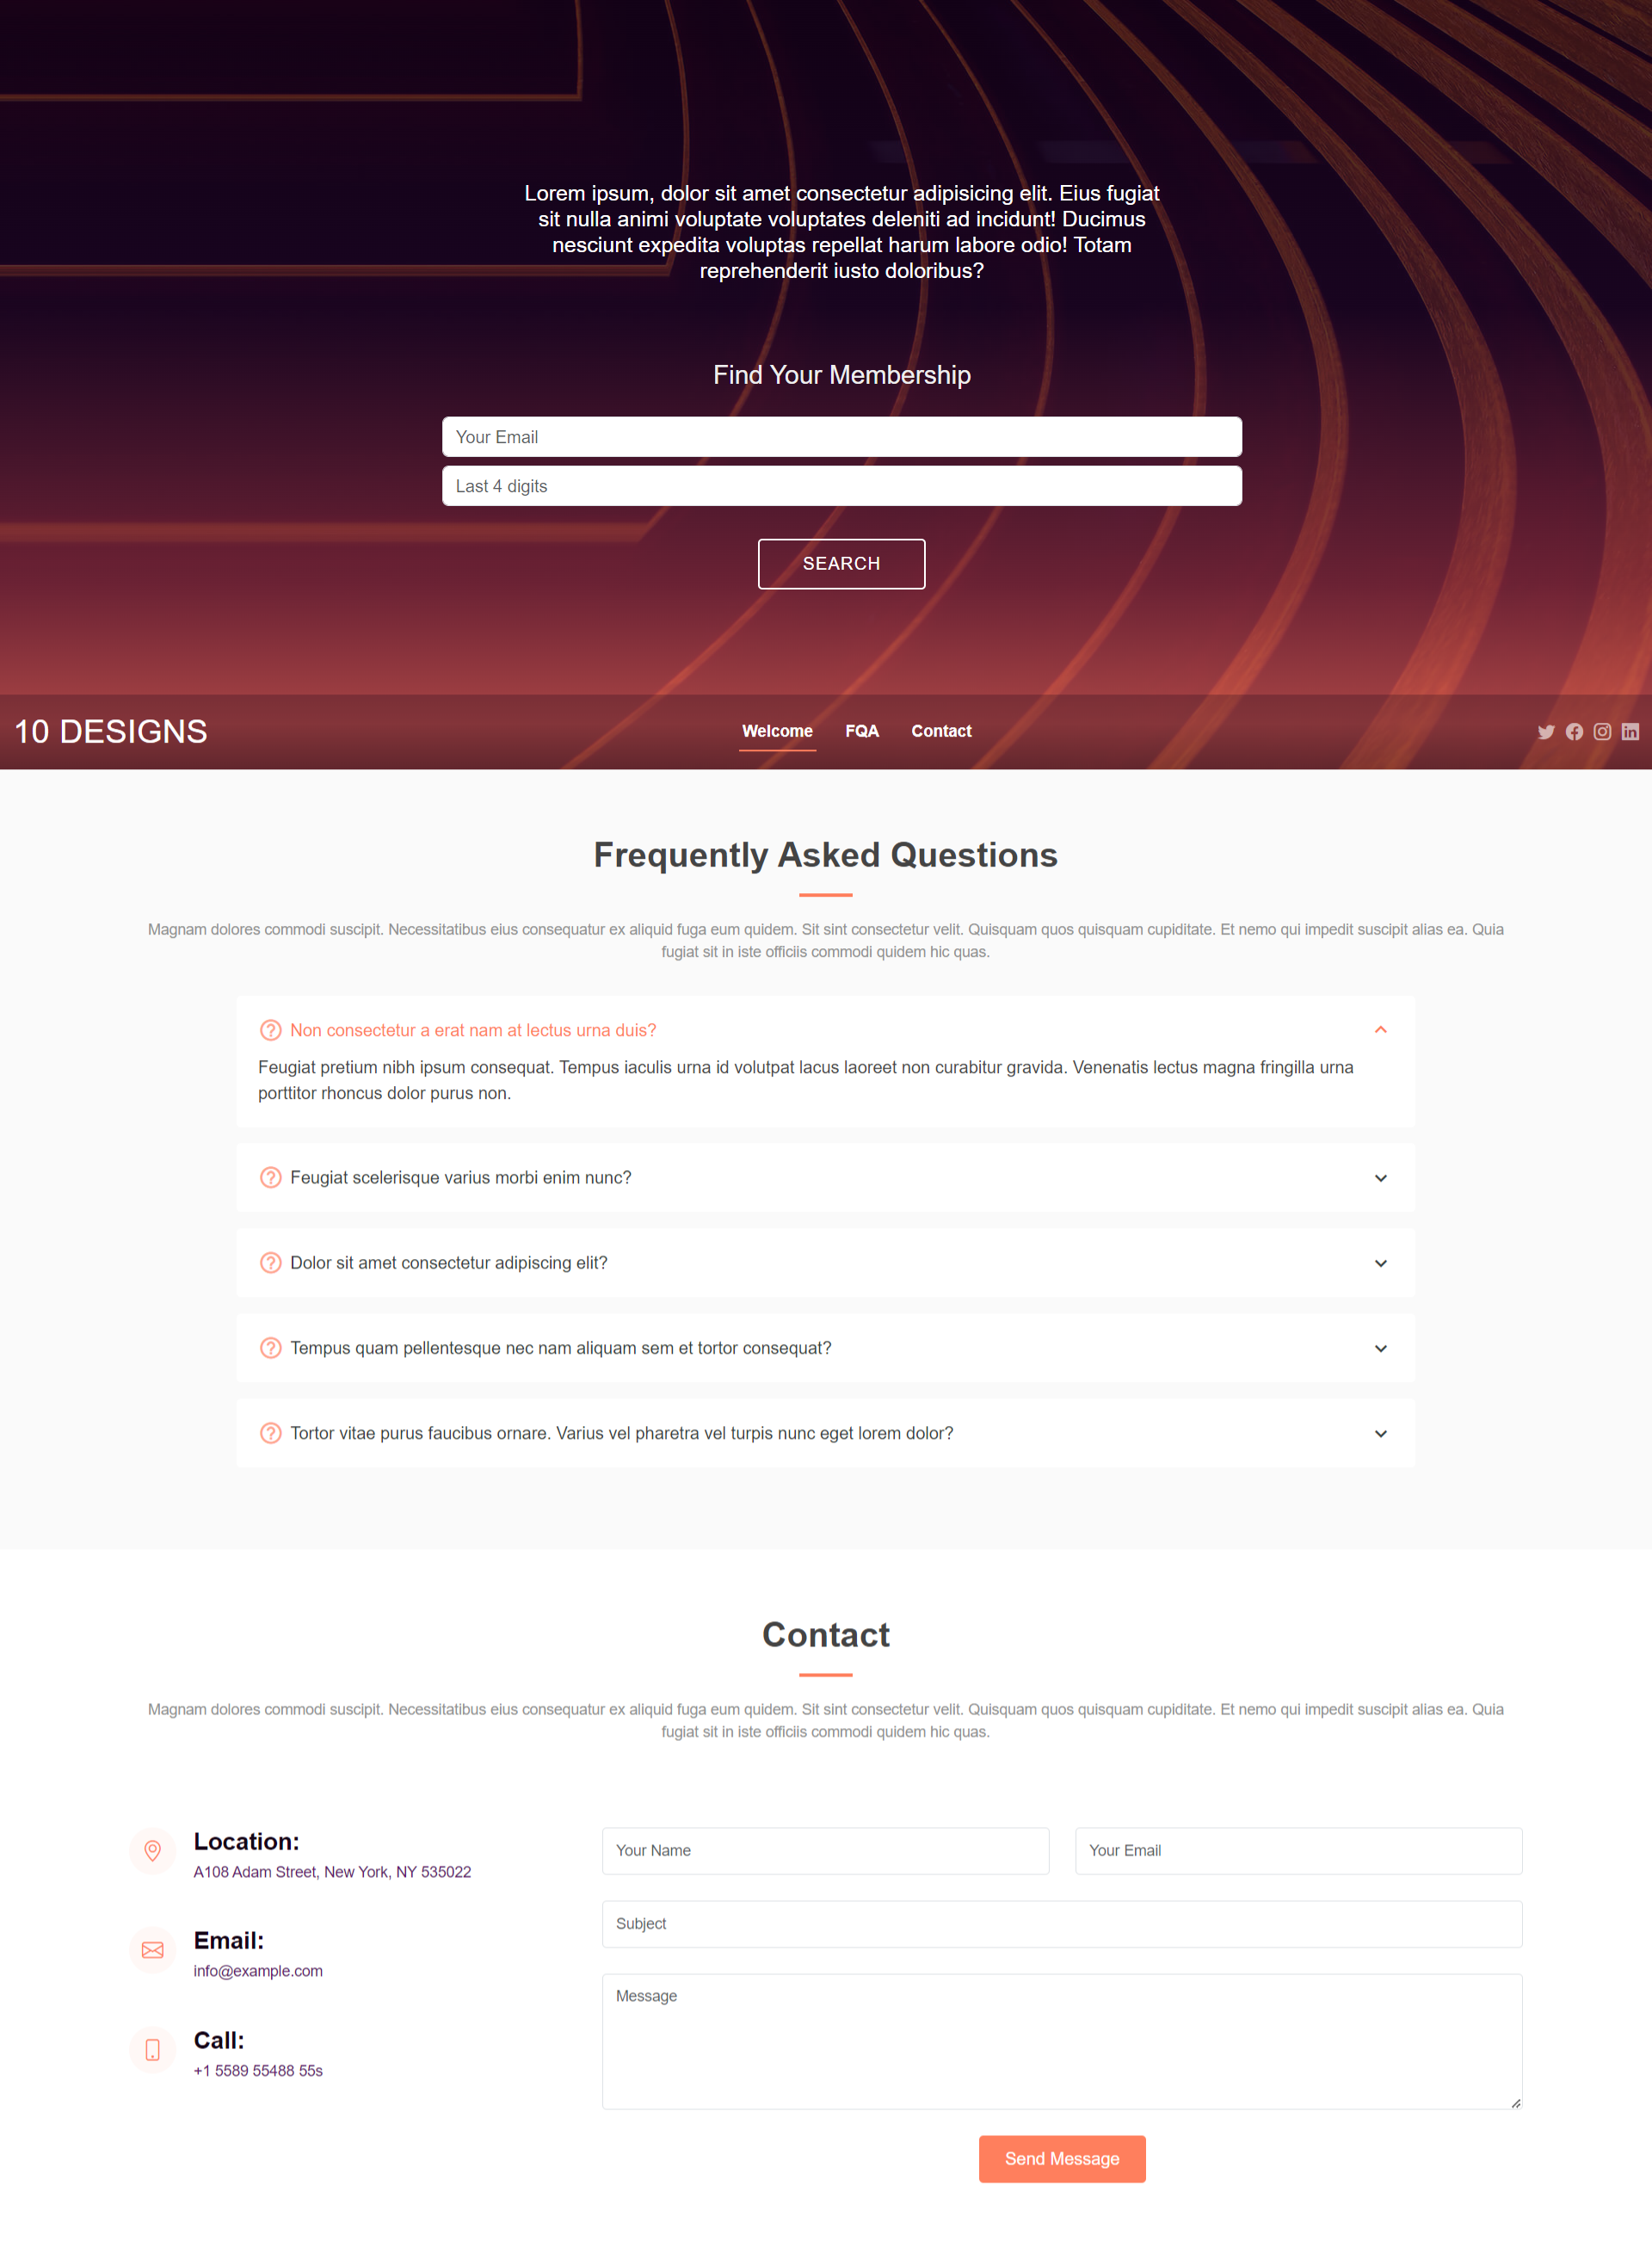 Lorem ipsum, dolor sit amet consectetur adipisicing elit. Eius fugiat
sit nulla animi voluptate voluptates deleniti ad incidunt! Ducimus
nesciunt expedita voluptas repellat harum labore odio! Totam
reprehenderit iusto doloribus?
Find Your Membership
Your Email
Last 4 digits
SEARCH
10 DESIGNS
Welcome FQA Contact
Frequently Asked Questions
Magnam dolores commodi suscipit. Necessitatibus eius consequatur ex aliquid fuga eum quidem. Sit sint consectetur velit. Quisquam quos quisquam cupiditate. Et nemo qui impedit suscipit alias ea. Quia
fugiat sit in iste officiis commodi quidem hic quas.
Non consectetur a erat nam at lectus urna duis?
Feugiat pretium nibh ipsum consequat. Tempus iaculis urna id volutpat lacus laoreet non curabitur gravida. Venenatis lectus magna fringilla urna
porttitor rhoncus dolor purus non.
Feugiat scelerisque varius morbi enim nunc?
Dolor sit amet consectetur adipiscing elit?
Tempus quam pellentesque nec nam aliquam sem et tortor consequat?
Tortor vitae purus faucibus ornare. Varius vel pharetra vel turpis nunc eget lorem dolor?
Contact
Magnam dolores commodi suscipit. Necessitatibus eius consequatur ex aliquid fuga eum quidem. Sit sint consectetur velit. Quisquam quos quisquam cupiditate. Et nemo qui impedit suscipit alias ea. Quia
fugiat sit in iste officiis commodi quidem hic quas.
Location:
A108 Adam Street, New York, NY 535022
Email:
info@example.com
Call:
+1 5589 55488 55s
Your Name
Your Email
Subject
Message
Send Message